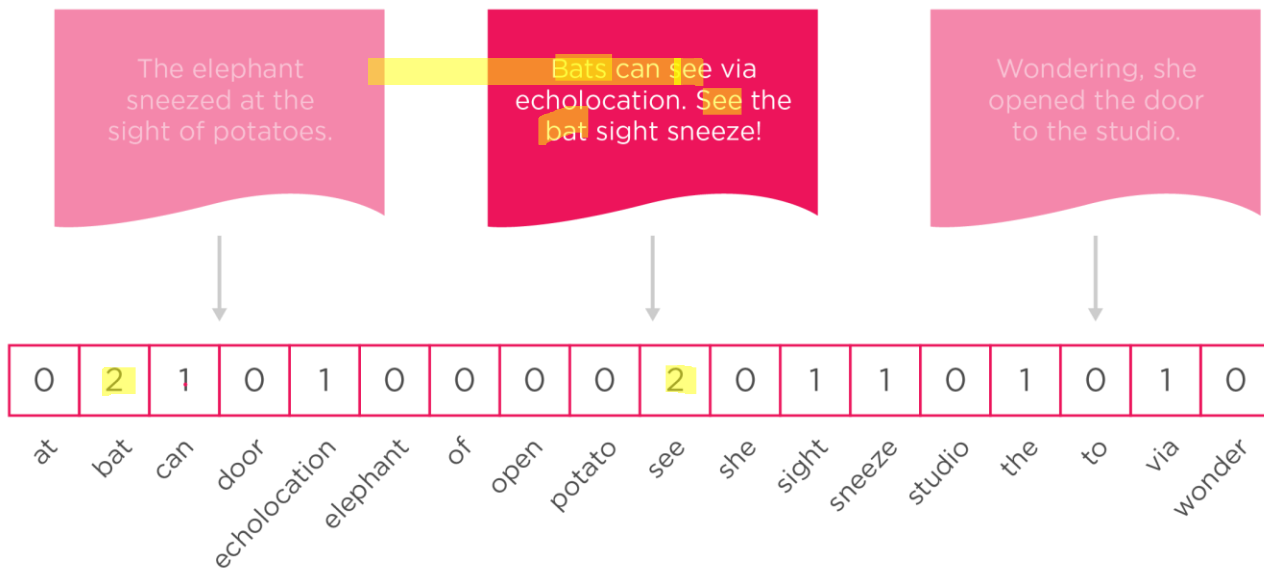 The elephant
sneezed at the
sight of potatoes.
Bats can see via
echolocation. See the
bat sight sneeze!
Wondering, she
opened the door
to the studio.
0 2 1 0 1 0 0 0 0 2 0 1 1 0 1 0 1 0
at bat can door echolocation elephant of open potato see she sight sneeze studio the to via wonder